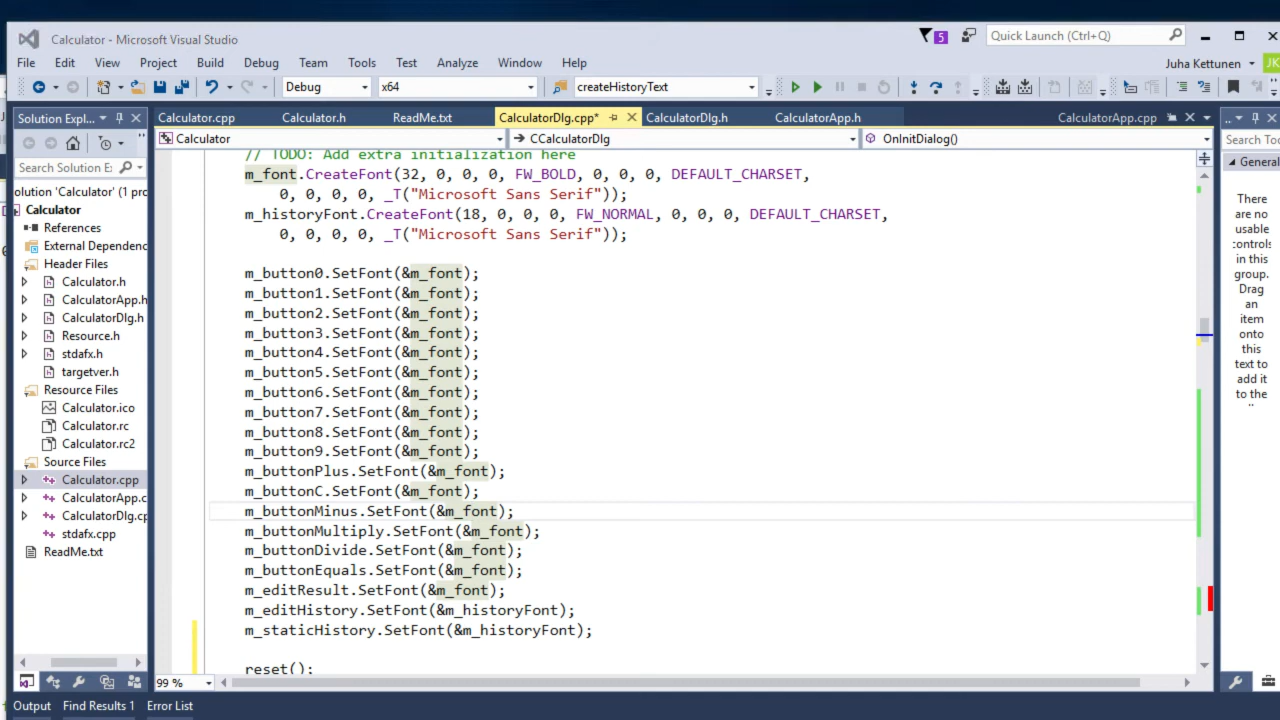 Calculator - Microsoft Visual Studio
5
Quick Launch (Ctrl+Q)
File Edit View Project Build Debug Team Tools Test Analyze Window Help
Juha Kettunen
JK
Debug
x64
createHistoryText
Solution Expl...
Calculator.cpp
Calculator.h
ReadMe.txt
CalculatorDlg.cpp*
CalculatorDlg.h
CalculatorApp.h
CalculatorApp.cpp
Calculator
CCalculatorDlg
OnInitDialog()
Search Solution E
olution 'Calculator' (1 pro
Calculator
References
External Dependenc
Header Files
Calculator.h
CalculatorApp.h
CalculatorDlg.h
Resource.h
stdafx.h
targetver.h
Resource Files
Calculator.ico
Calculator.rc
Calculator.rc2
Source Files
Calculator.cpp
CalculatorApp.c
CalculatorDlg.cp
stdafx.cpp
ReadMe.txt
// TODO: Add extra initialization here
m_font.CreateFont(32, 0, 0, 0, FW_BOLD, 0, 0, 0, DEFAULT_CHARSET,
0, 0, 0, 0, _T("Microsoft Sans Serif"));
m_historyFont.CreateFont(18, 0, 0, 0, FW_NORMAL, 0, 0, 0, DEFAULT_CHARSET,
0, 0, 0, 0, _T("Microsoft Sans Serif"));
m_button0.SetFont(&m_font);
m_button1.SetFont(&m_font);
m_button2.SetFont(&m_font);
m_button3.SetFont(&m_font);
m_button4.SetFont(&m_font);
m_button5.SetFont(&m_font);
m_button6.SetFont(&m_font);
m_button7.SetFont(&m_font);
m_button8.SetFont(&m_font);
m_button9.SetFont(&m_font);
m_buttonPlus.SetFont(&m_font);
m_buttonC.SetFont(&m_font);
m_buttonMinus.SetFont(&m_font);
m_buttonMultiply.SetFont(&m_font);
m_buttonDivide.SetFont(&m_font);
m_buttonEquals.SetFont(&m_font);
m_editResult.SetFont(&m_font);
m_editHistory.SetFont(&m_historyFont);
m_staticHistory.SetFont(&m_historyFont);
reset();
99 %
Search Tool
General
There
are no
usable
controls
in this
group.
Drag
an
item
onto
this
text to
add it
to the
Output Find Results 1 Error List